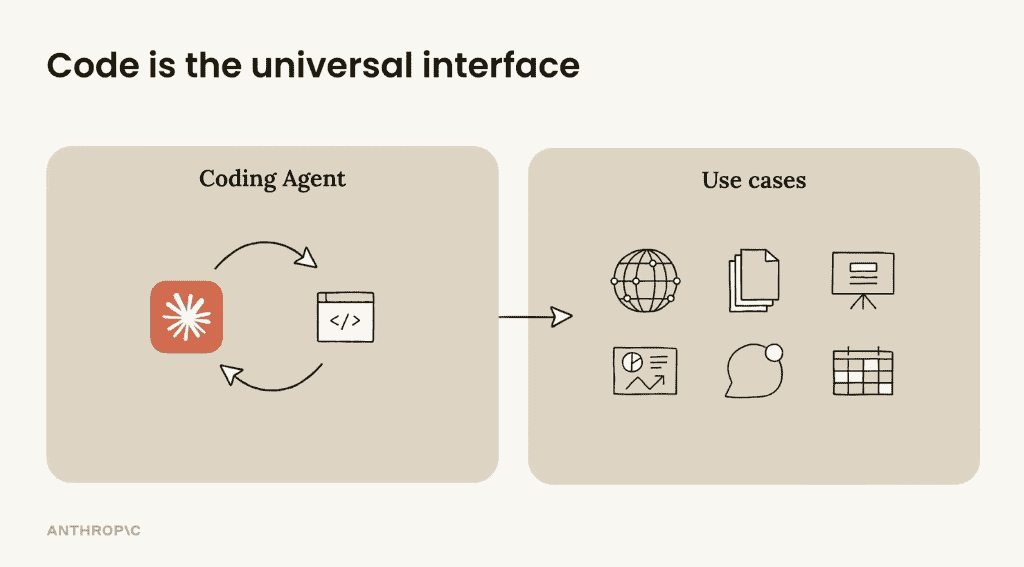 Code is the universal interface
Coding Agent
Use cases
</>
ANTHROP\C